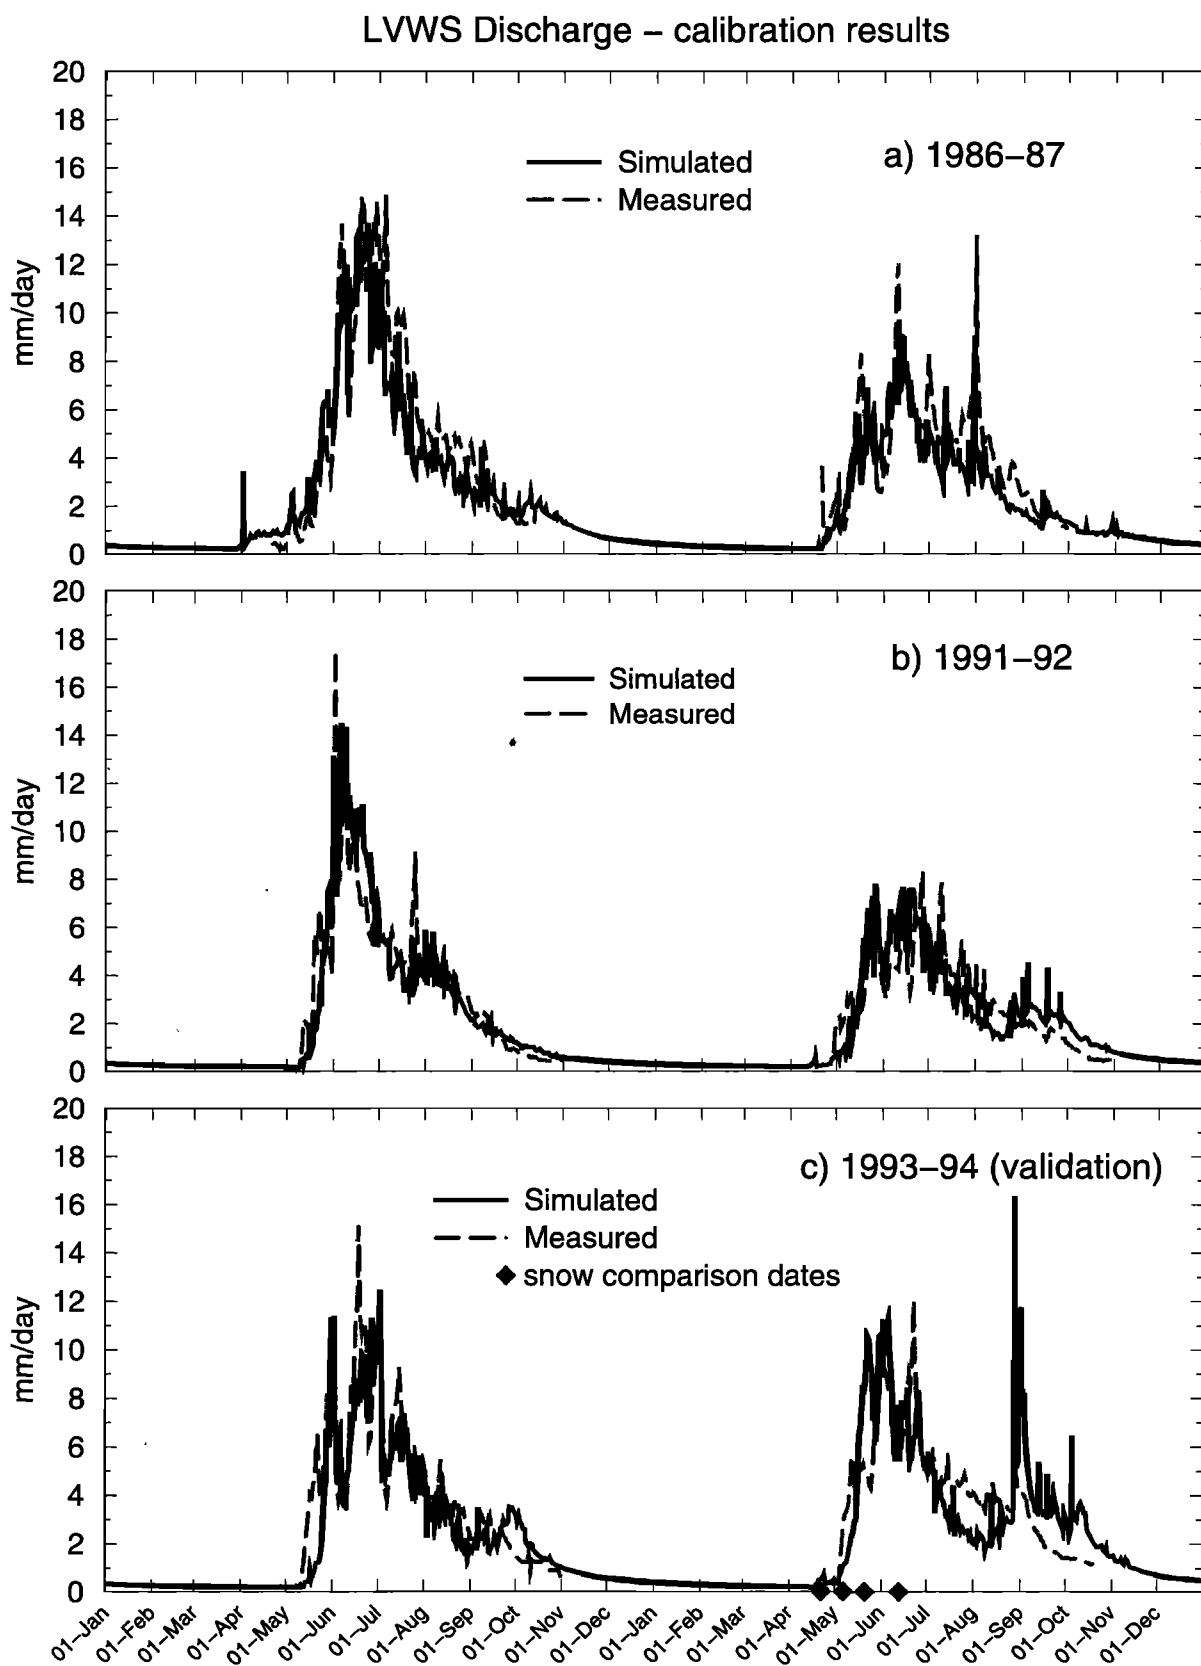 LVWS Discharge – calibration results
20
18
16
14
12
10
8
6
4
2
0
mm/day
Simulated
Measured
a) 1986–87
20
18
16
14
12
10
8
6
4
2
0
mm/day
Simulated
Measured
b) 1991–92
20
18
16
14
12
10
8
6
4
2
0
mm/day
Simulated
Measured
snow comparison dates
c) 1993–94 (validation)
01–Jan
01–Feb
01–Mar
01–Apr
01–May
01–Jun
01–Jul
01–Aug
01–Sep
01–Oct
01–Nov
01–Dec
01–Jan
01–Feb
01–Mar
01–Apr
01–May
01–Jun
01–Jul
01–Aug
01–Sep
01–Oct
01–Nov
01–Dec